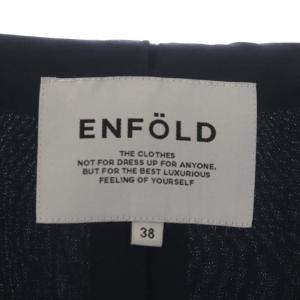 ENFÖLD
THE CLOTHES
NOT FOR DRESS UP FOR ANYONE,
BUT FOR THE BEST LUXURIOUS
FEELING OF YOURSELF
38